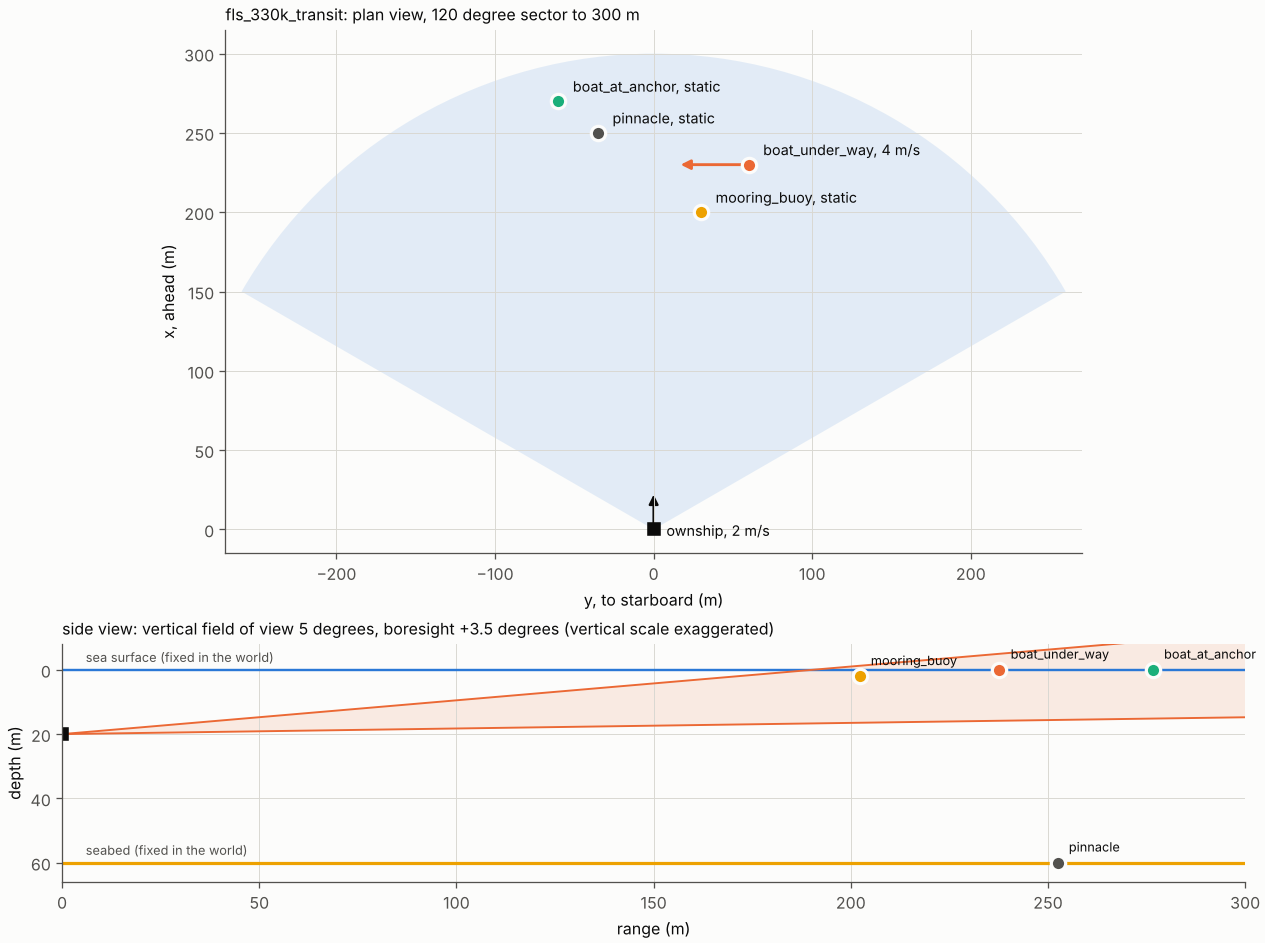 fls_330k_transit: plan view, 120 degree sector to 300 m
300
250
200
150
100
50
0
x, ahead (m)
boat_at_anchor, static
pinnacle, static
boat_under_way, 4 m/s
mooring_buoy, static
ownship, 2 m/s
−200
−100
0
100
200
y, to starboard (m)
side view: vertical field of view 5 degrees, boresight +3.5 degrees (vertical scale exaggerated)
0
20
40
60
depth (m)
sea surface (fixed in the world)
mooring_buoy
boat_under_way
boat_at_anchor
seabed (fixed in the world)
pinnacle
0
50
100
150
200
250
300
range (m)